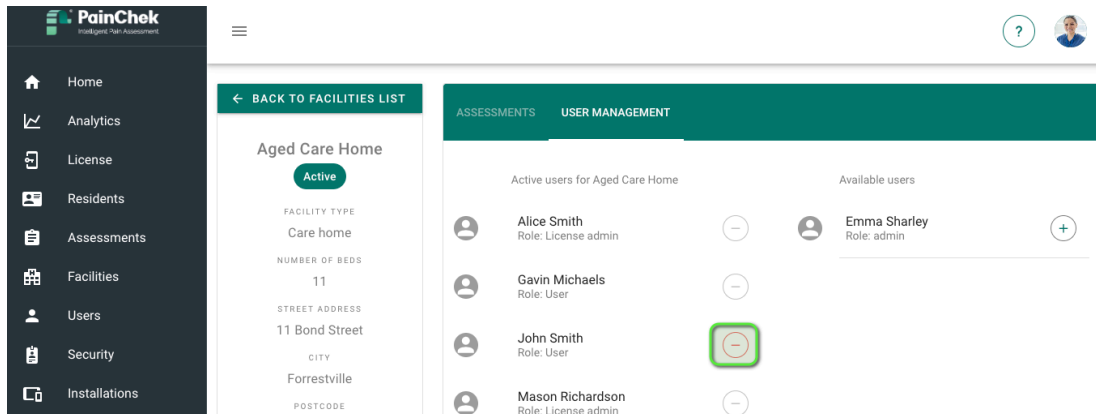 PainChek
Intelligent Pain Assessment
?
Home
Analytics
License
Residents
Assessments
Facilities
Users
Security
Installations
← BACK TO FACILITIES LIST
Aged Care Home
Active
FACILITY TYPE
Care home
NUMBER OF BEDS
11
STREET ADDRESS
11 Bond Street
CITY
Forrestville
POSTCODE
ASSESSMENTS USER MANAGEMENT
Active users for Aged Care Home
Alice Smith
Role: License admin
Gavin Michaels
Role: User
John Smith
Role: User
Mason Richardson
Role: License admin
Available users
Emma Sharley
Role: admin